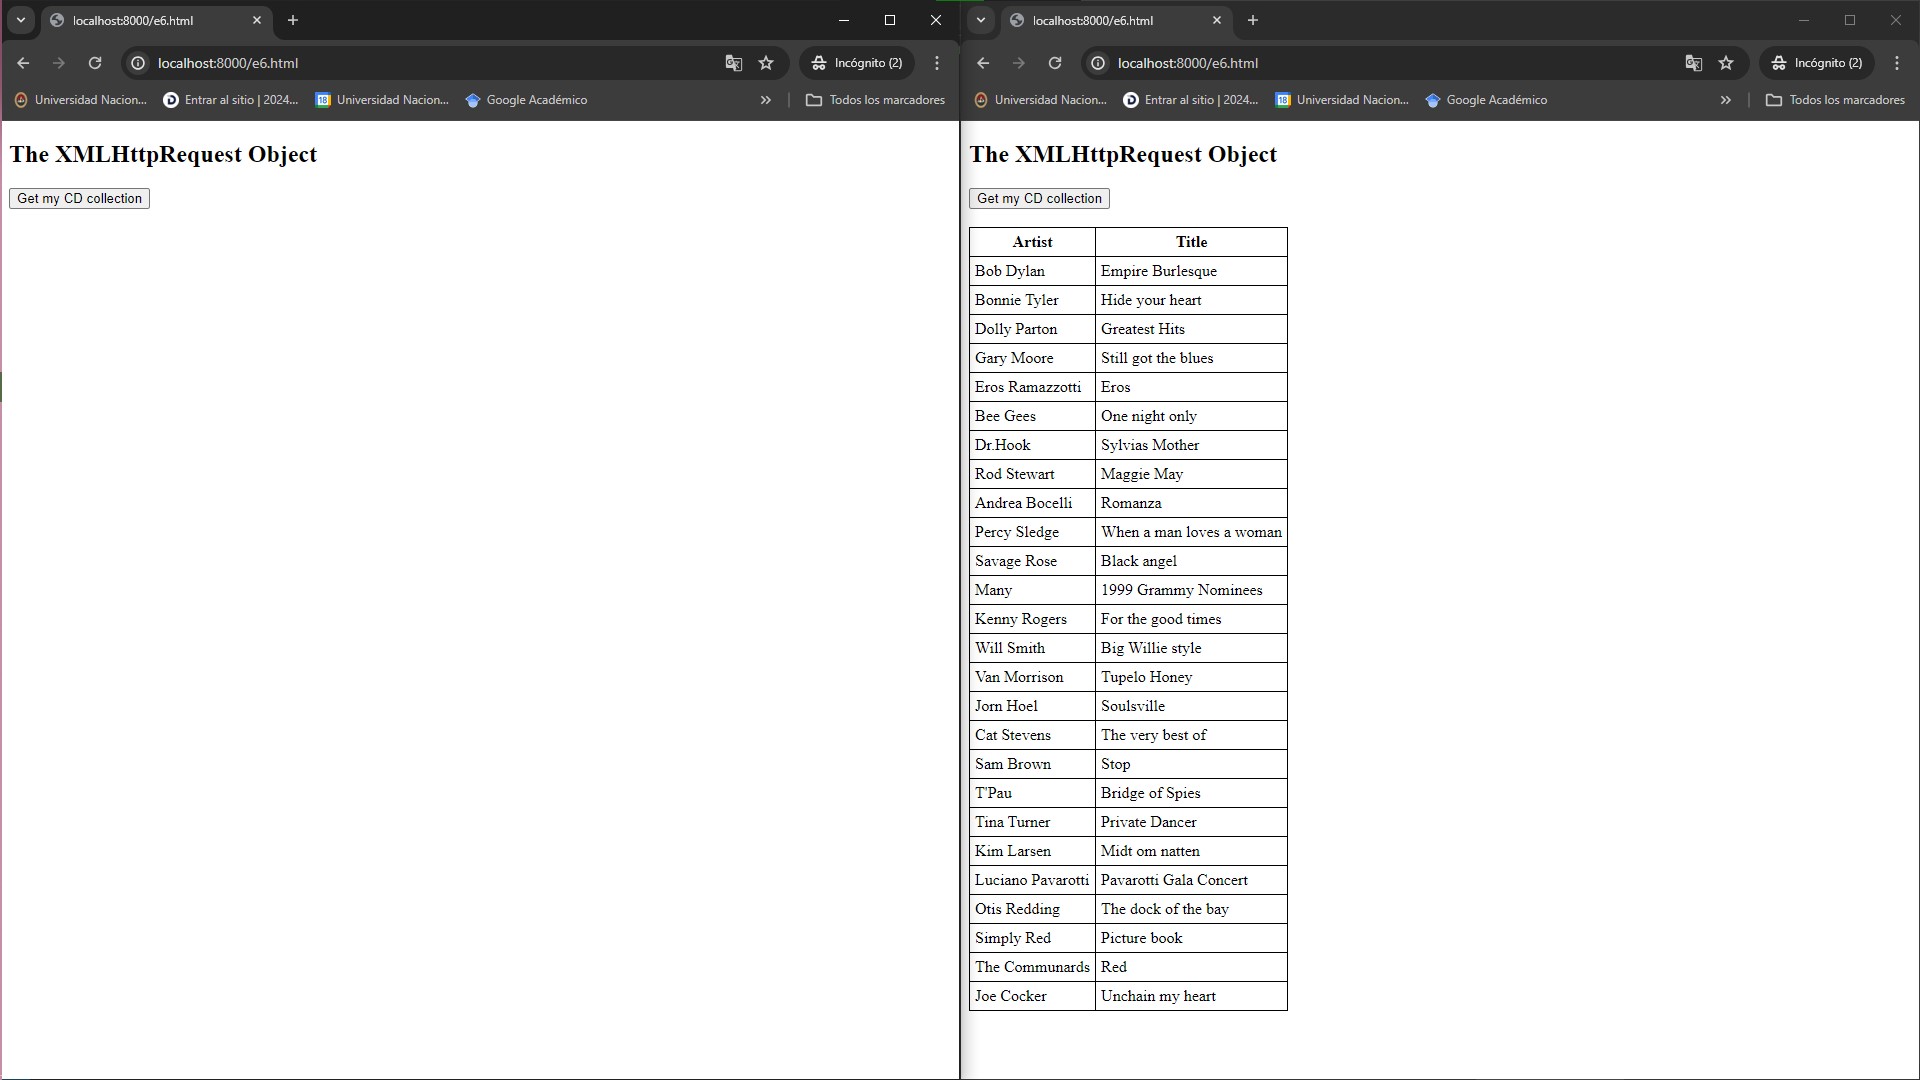 localhost:8000/e6.html
localhost:8000/e6.html
Incógnito (2)
Universidad Nacion... Entrar al sitio | 2024... Universidad Nacion... Google Académico Todos los marcadores
The XMLHttpRequest Object
Get my CD collection
localhost:8000/e6.html
localhost:8000/e6.html
Incógnito (2)
Universidad Nacion... Entrar al sitio | 2024... Universidad Nacion... Google Académico Todos los marcadores
The XMLHttpRequest Object
Get my CD collection
Artist Title
Bob Dylan Empire Burlesque
Bonnie Tyler Hide your heart
Dolly Parton Greatest Hits
Gary Moore Still got the blues
Eros Ramazzotti Eros
Bee Gees One night only
Dr.Hook Sylvias Mother
Rod Stewart Maggie May
Andrea Bocelli Romanza
Percy Sledge When a man loves a woman
Savage Rose Black angel
Many 1999 Grammy Nominees
Kenny Rogers For the good times
Will Smith Big Willie style
Van Morrison Tupelo Honey
Jorn Hoel Soulsville
Cat Stevens The very best of
Sam Brown Stop
T'Pau Bridge of Spies
Tina Turner Private Dancer
Kim Larsen Midt om natten
Luciano Pavarotti Pavarotti Gala Concert
Otis Redding The dock of the bay
Simply Red Picture book
The Communards Red
Joe Cocker Unchain my heart